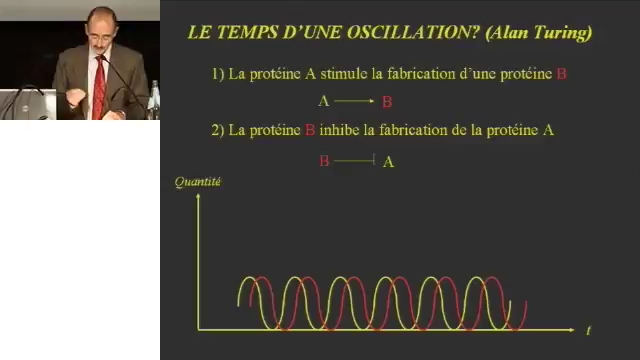 LE TEMPS D'UNE OSCILLATION? (Alan Turing)
1) La protéine A stimule la fabrication d'une protéine B
A B
2) La protéine B inhibe la fabrication de la protéine A
B A
Quantité
t